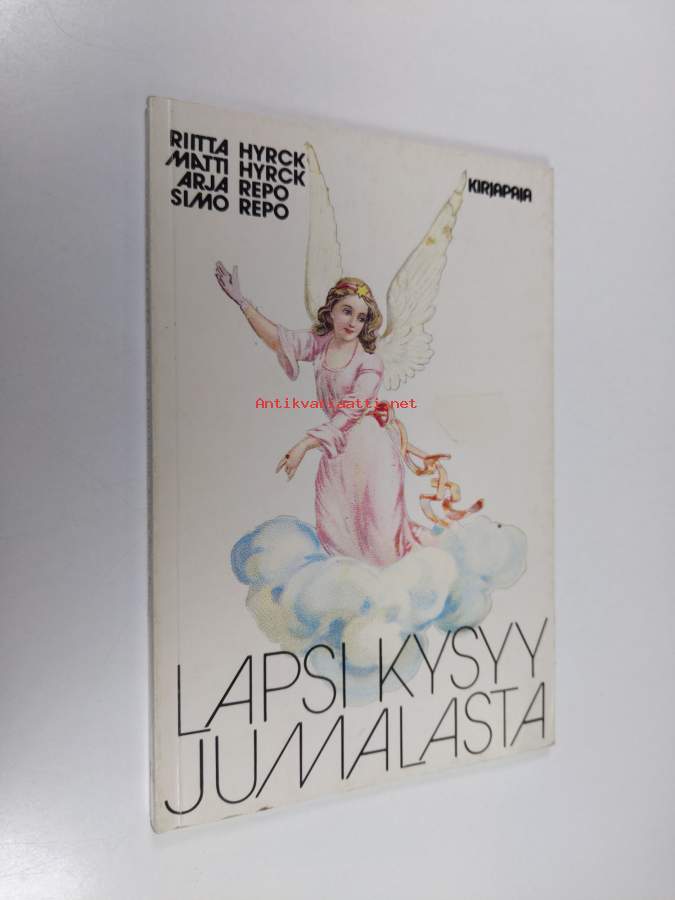 RIITTA HYRCK
MATTI HYRCK
ARJA REPO
SIMO REPO
KIRJAPAJA
Antikvariaatti.net
LAPSI KYSYY
JUMALASTA